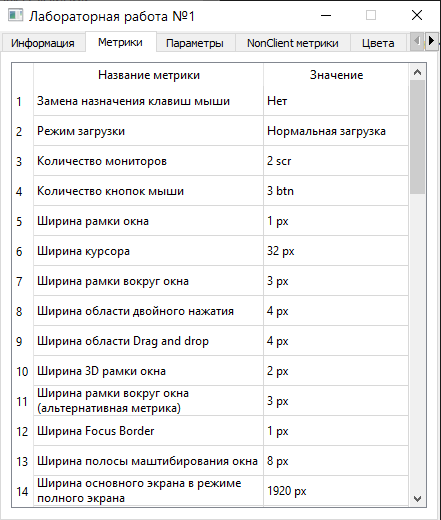 Лабораторная работа №1
Информация Метрики Параметры NonClient метрики Цвета
Название метрики Значение
1 Замена назначения клавиш мыши Нет
2 Режим загрузки Нормальная загрузка
3 Количество мониторов 2 scr
4 Количество кнопок мыши 3 btn
5 Ширина рамки окна 1 px
6 Ширина курсора 32 px
7 Ширина рамки вокруг окна 3 px
8 Ширина области двойного нажатия 4 px
9 Ширина области Drag and drop 4 px
10 Ширина 3D рамки окна 2 px
11 Ширина рамки вокруг окна
(альтернативная метрика) 3 px
12 Ширина Focus Border 1 px
13 Ширина полосы маштибирования окна 8 px
14 Ширина основного экрана в режиме
полного экрана 1920 px